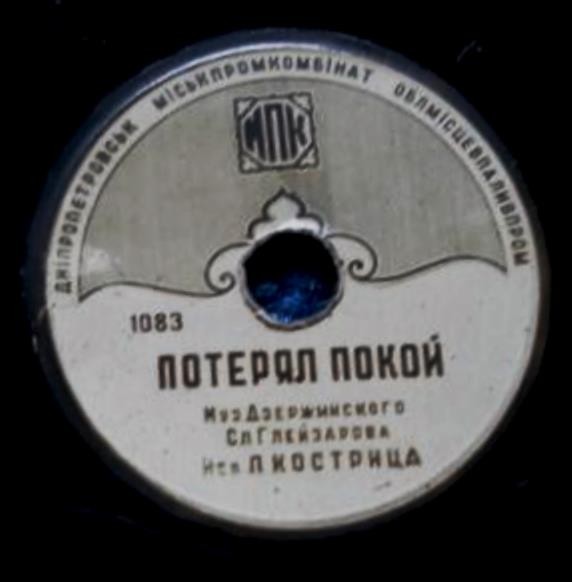 ДНІПРОПЕТРОВСЬК МІСЬКПРОМКОМБІНАТ ОБЛМІСЦЕВПАЛИВПРОМ
МПК
1083
ПОТЕРЯЛ ПОКОЙ
Муз Дзержинского
Сл Глейзарова
Исп Л КОСТРИЦА